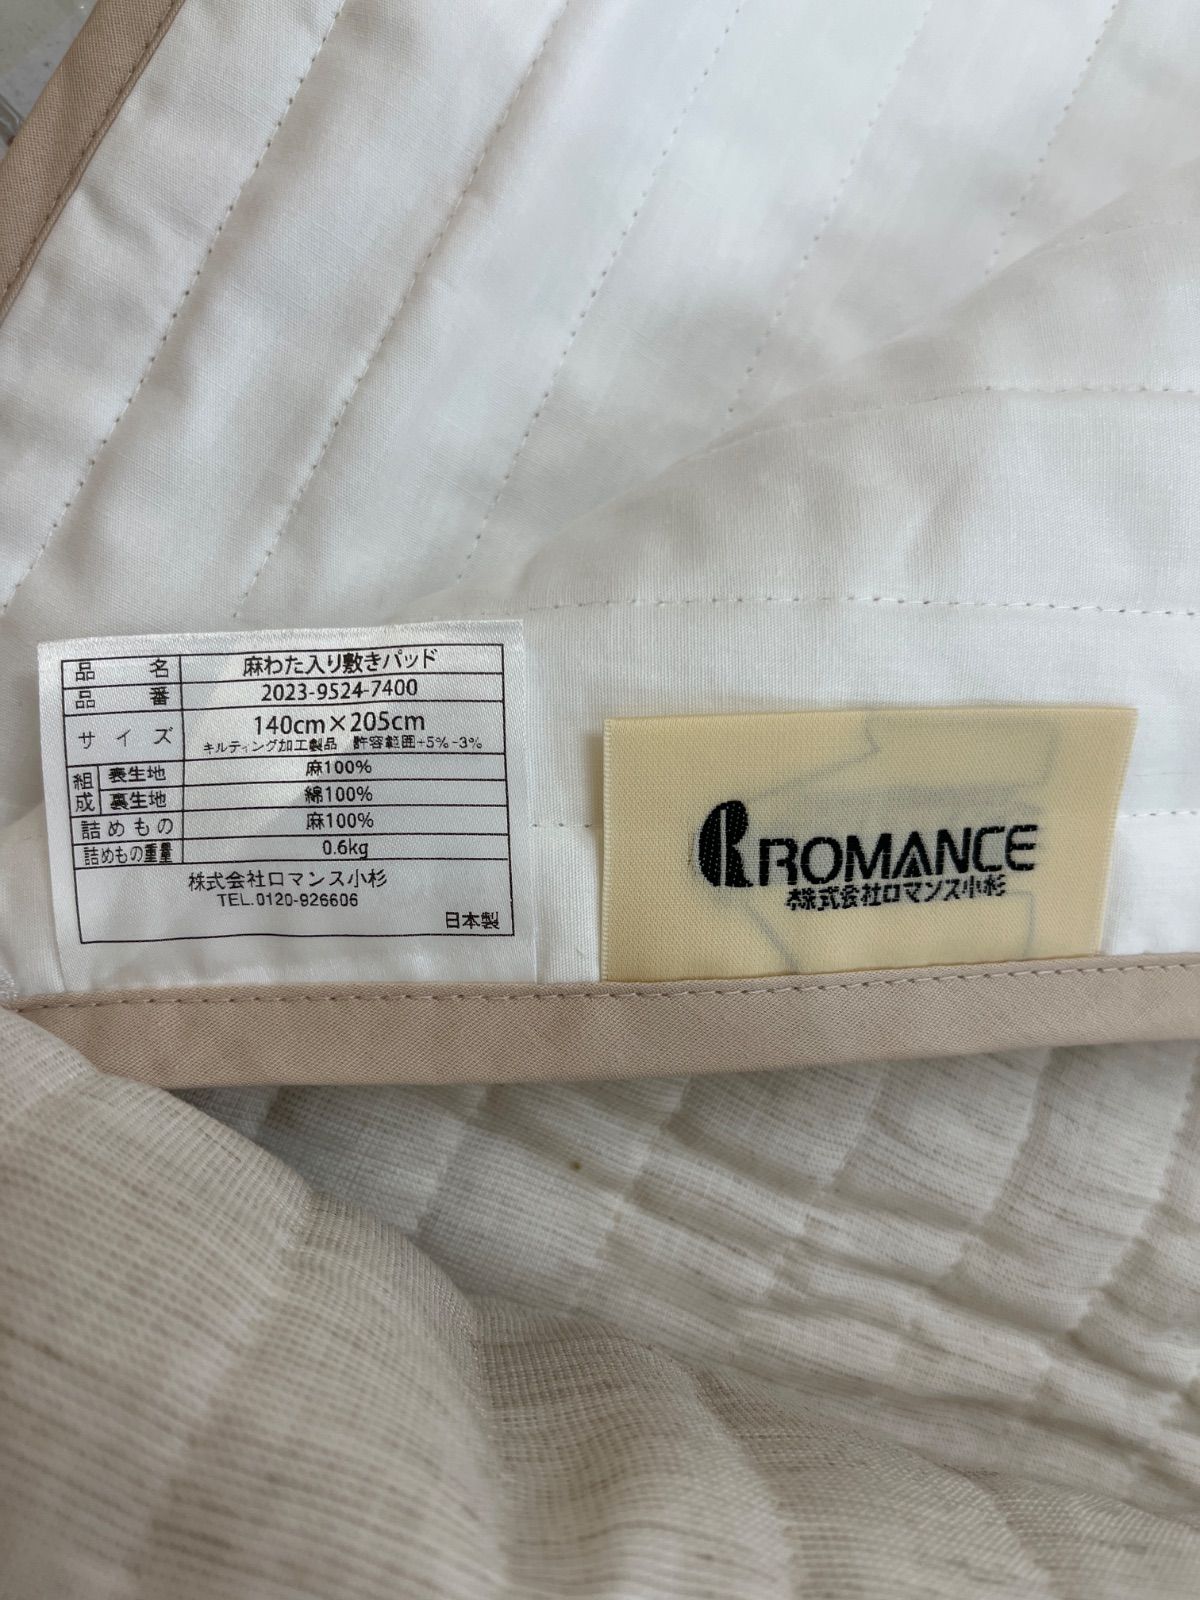 品名 麻わた入り敷きパッド
品番 2023-9524-7400
サイズ 140cm×205cm
キルティング加工製品 許容範囲+5%-3%
組成 表生地 麻100%
裏生地 綿100%
詰めもの 麻100%
詰めもの重量 0.6kg
株式会社ロマンス小杉
TEL.0120-926606
日本製
ROMANCE
株式会社ロマンス小杉